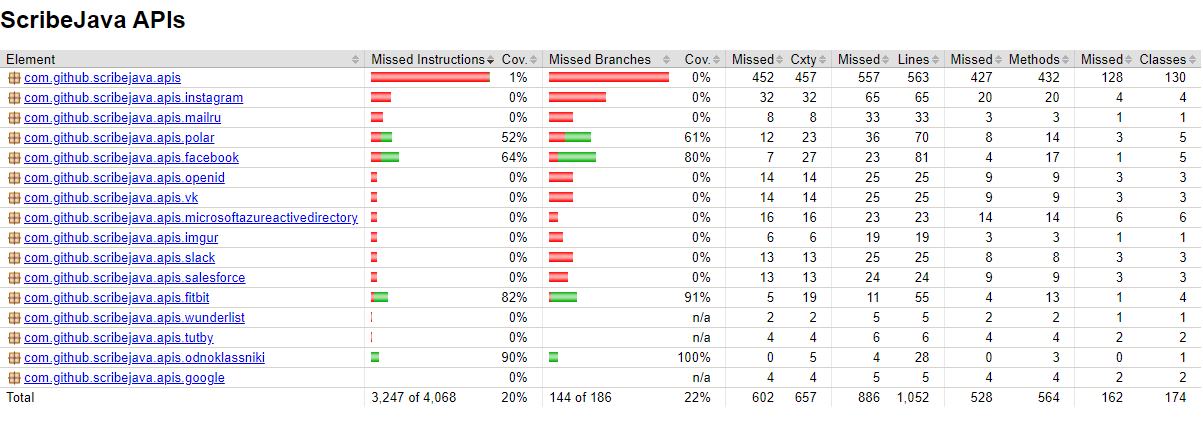 ScribeJava APIs
Element Missed Instructions Cov. Missed Branches Cov. Missed Cxty Missed Lines Missed Methods Missed Classes
com.github.scribejava.apis 1% 0% 452 457 557 563 427 432 128 130
com.github.scribejava.apis.instagram 0% 0% 32 32 65 65 20 20 4 4
com.github.scribejava.apis.mailru 0% 0% 8 8 33 33 3 3 1 1
com.github.scribejava.apis.polar 52% 61% 12 23 36 70 8 14 3 5
com.github.scribejava.apis.facebook 64% 80% 7 27 23 81 4 17 1 5
com.github.scribejava.apis.openid 0% 0% 14 14 25 25 9 9 3 3
com.github.scribejava.apis.vk 0% 0% 14 14 25 25 9 9 3 3
com.github.scribejava.apis.microsoftazureactivedirectory 0% 0% 16 16 23 23 14 14 6 6
com.github.scribejava.apis.imgur 0% 0% 6 6 19 19 3 3 1 1
com.github.scribejava.apis.slack 0% 0% 13 13 25 25 8 8 3 3
com.github.scribejava.apis.salesforce 0% 0% 13 13 24 24 9 9 3 3
com.github.scribejava.apis.fitbit 82% 91% 5 19 11 55 4 13 1 4
com.github.scribejava.apis.wunderlist 0% n/a 2 2 5 5 2 2 1 1
com.github.scribejava.apis.tutby 0% n/a 4 4 6 6 4 4 2 2
com.github.scribejava.apis.odnoklassniki 90% 100% 0 5 4 28 0 3 0 1
com.github.scribejava.apis.google 0% n/a 4 4 5 5 4 4 2 2
Total 3,247 of 4,068 20% 144 of 186 22% 602 657 886 1,052 528 564 162 174